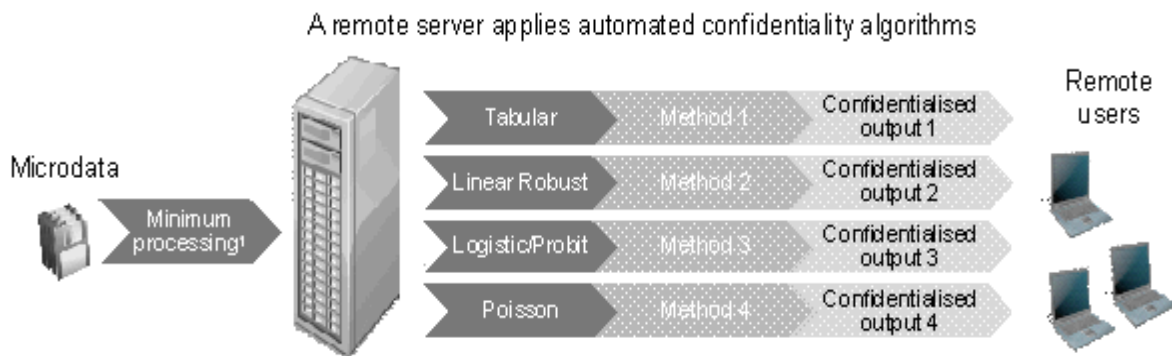 A remote server applies automated confidentiality algorithms
Microdata
Minimum
processing¹
Tabular
Method 1
Confidentialised
output 1
Linear Robust
Method 2
Confidentialised
output 2
Logistic/Probit
Method 3
Confidentialised
output 3
Poisson
Method 4
Confidentialised
output 4
Remote
users